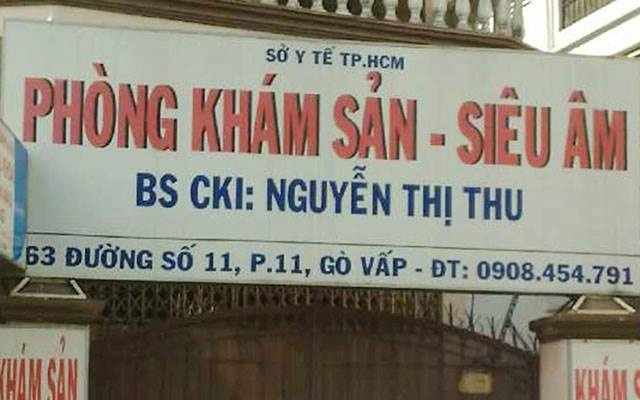 SỞ Y TẾ TP.HCM
PHÒNG KHÁM SẢN - SIÊU ÂM
BS CKI: NGUYỄN THỊ THU
63 ĐƯỜNG SỐ 11, P.11, GÒ VẤP - ĐT: 0908.454.791
KHÁM SẢN
KHÁM